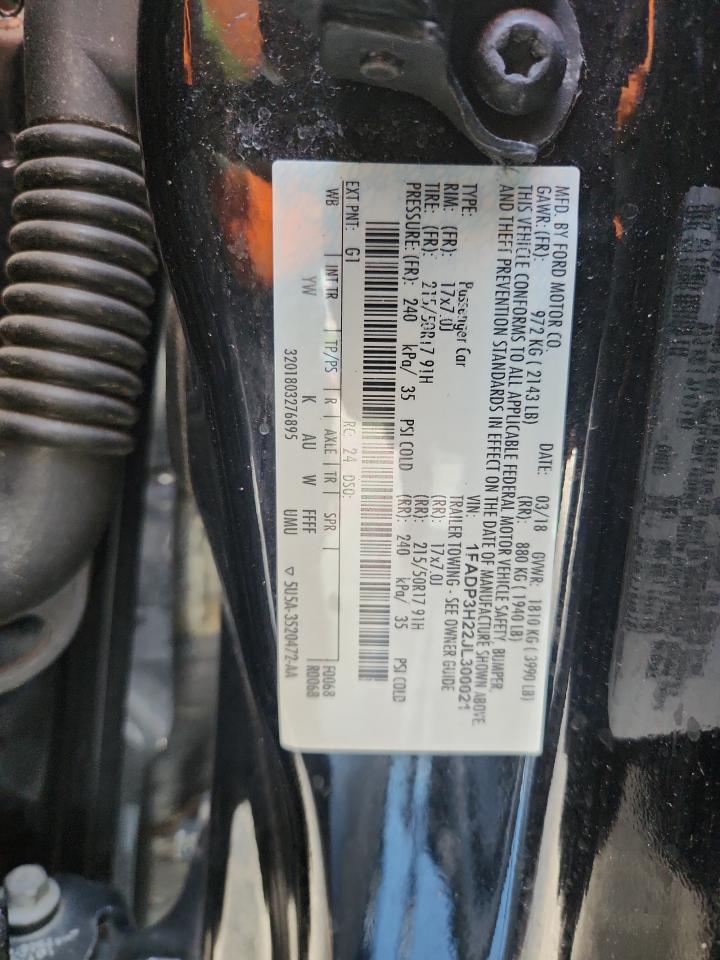 MFD. BY FORD MOTOR CO. DATE: 03/18 GVWR: 1810 KG ( 3990 LB)
GAWR: (FR): 972 KG ( 2143 LB) (RR): 880 KG ( 1940 LB)
THIS VEHICLE CONFORMS TO ALL APPLICABLE FEDERAL MOTOR VEHICLE SAFETY, BUMPER,
AND THEFT PREVENTION STANDARDS IN EFFECT ON THE DATE OF MANUFACTURE SHOWN ABOVE.
VIN: 1FADP3H22JL300021
TYPE: Passenger Car TRAILER TOWING - SEE OWNER GUIDE
RIM: (FR): 17x7.0J (RR): 17x7.0J
TIRE: (FR): 215/50R17 91H (RR): 215/50R17 91H
PRESSURE: (FR): 240 kPa/ 35 PSI COLD (RR): 240 kPa/ 35 PSI COLD
EXT PNT: G1 RC: 24 DSO: F0068
WB INT TR TP/PS R AXLE TR SPR R0068
YW K AU W FFFF UMU
3201803276895 ▽ 5U5A-3520472-AA